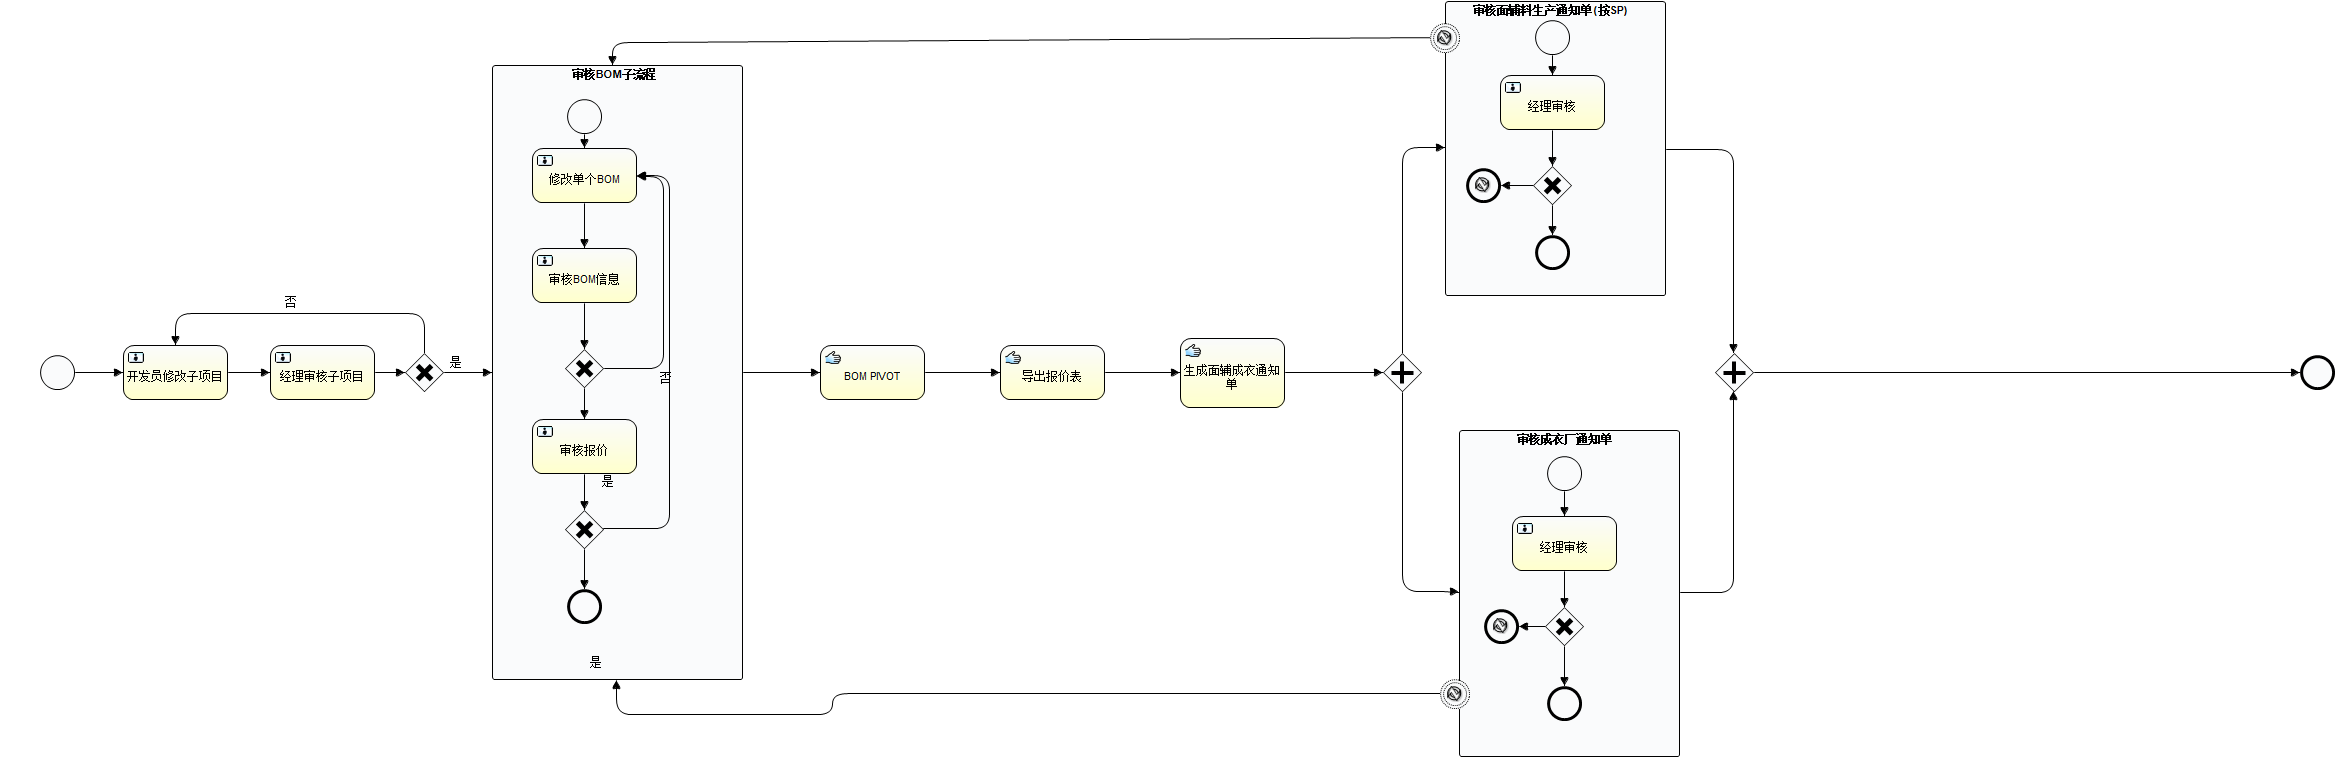 审核面辅料生产通知单 (按SP)
经理审核
审核BOM子流程
修改单个BOM
审核BOM信息
否
审核报价
是
是
否
开发员修改子项目
经理审核子项目
是
BOM PIVOT
导出报价表
生成面辅成衣通知
单
审核成衣厂通知单
经理审核